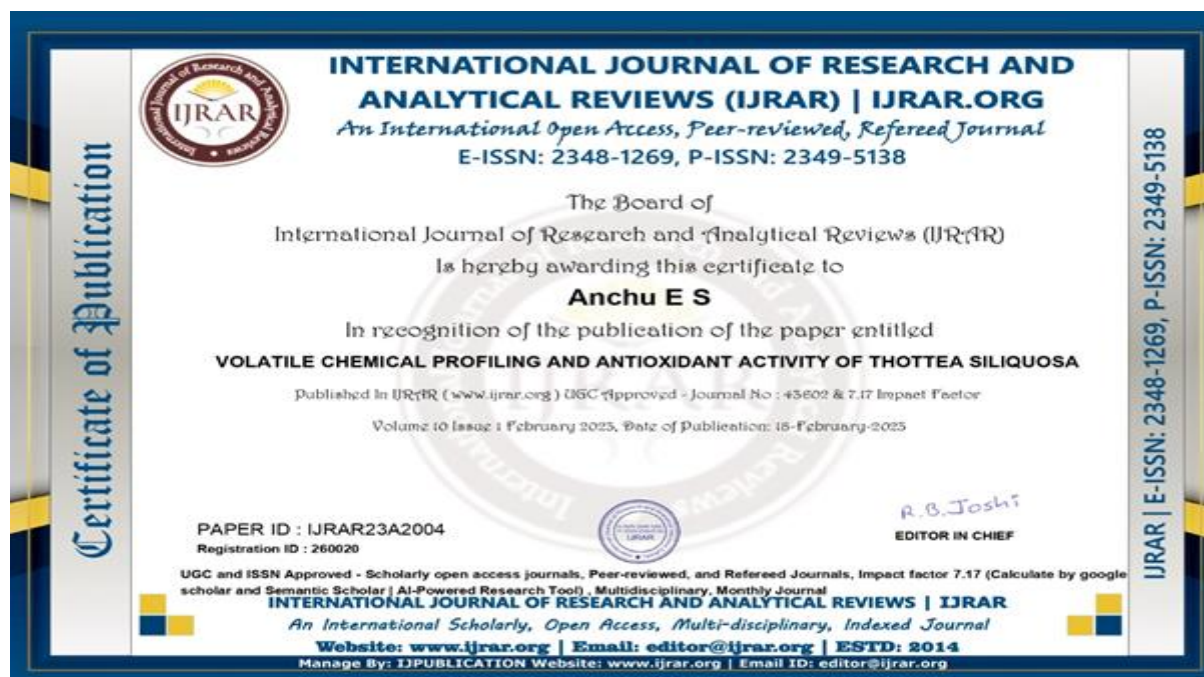 Certificate of Publication
IJRAR
INTERNATIONAL JOURNAL OF RESEARCH AND
ANALYTICAL REVIEWS (IJRAR) | IJRAR.ORG
An International Open Access, Peer-reviewed, Refereed Journal
E-ISSN: 2348-1269, P-ISSN: 2349-5138
The Board of
International Journal of Research and Analytical Reviews (IJRAR)
Is hereby awarding this certificate to
Anchu E S
In recognition of the publication of the paper entitled
VOLATILE CHEMICAL PROFILING AND ANTIOXIDANT ACTIVITY OF THOTTEA SILIQUOSA
Published In IJRAR ( www.ijrar.org ) UGC Approved - Journal No : 43602 & 7.17 Impact Factor
Volume 10 Issue 1 February 2023, Date of Publication: 18-February-2023
PAPER ID : IJRAR23A2004
Registration ID : 260020
R.B.Joshi
EDITOR IN CHIEF
UGC and ISSN Approved - Scholarly open access journals, Peer-reviewed, and Refereed Journals, Impact factor 7.17 (Calculate by google
scholar and Semantic Scholar | AI-Powered Research Tool) , Multidisciplinary, Monthly Journal
INTERNATIONAL JOURNAL OF RESEARCH AND ANALYTICAL REVIEWS | IJRAR
An International Scholarly, Open Access, Multi-disciplinary, Indexed Journal
Website: www.ijrar.org | Email: editor@ijrar.org | ESTD: 2014
Manage By: IJPUBLICATION Website: www.ijrar.org | Email ID: editor@ijrar.org
IJRAR | E-ISSN: 2348-1269, P-ISSN: 2349-5138